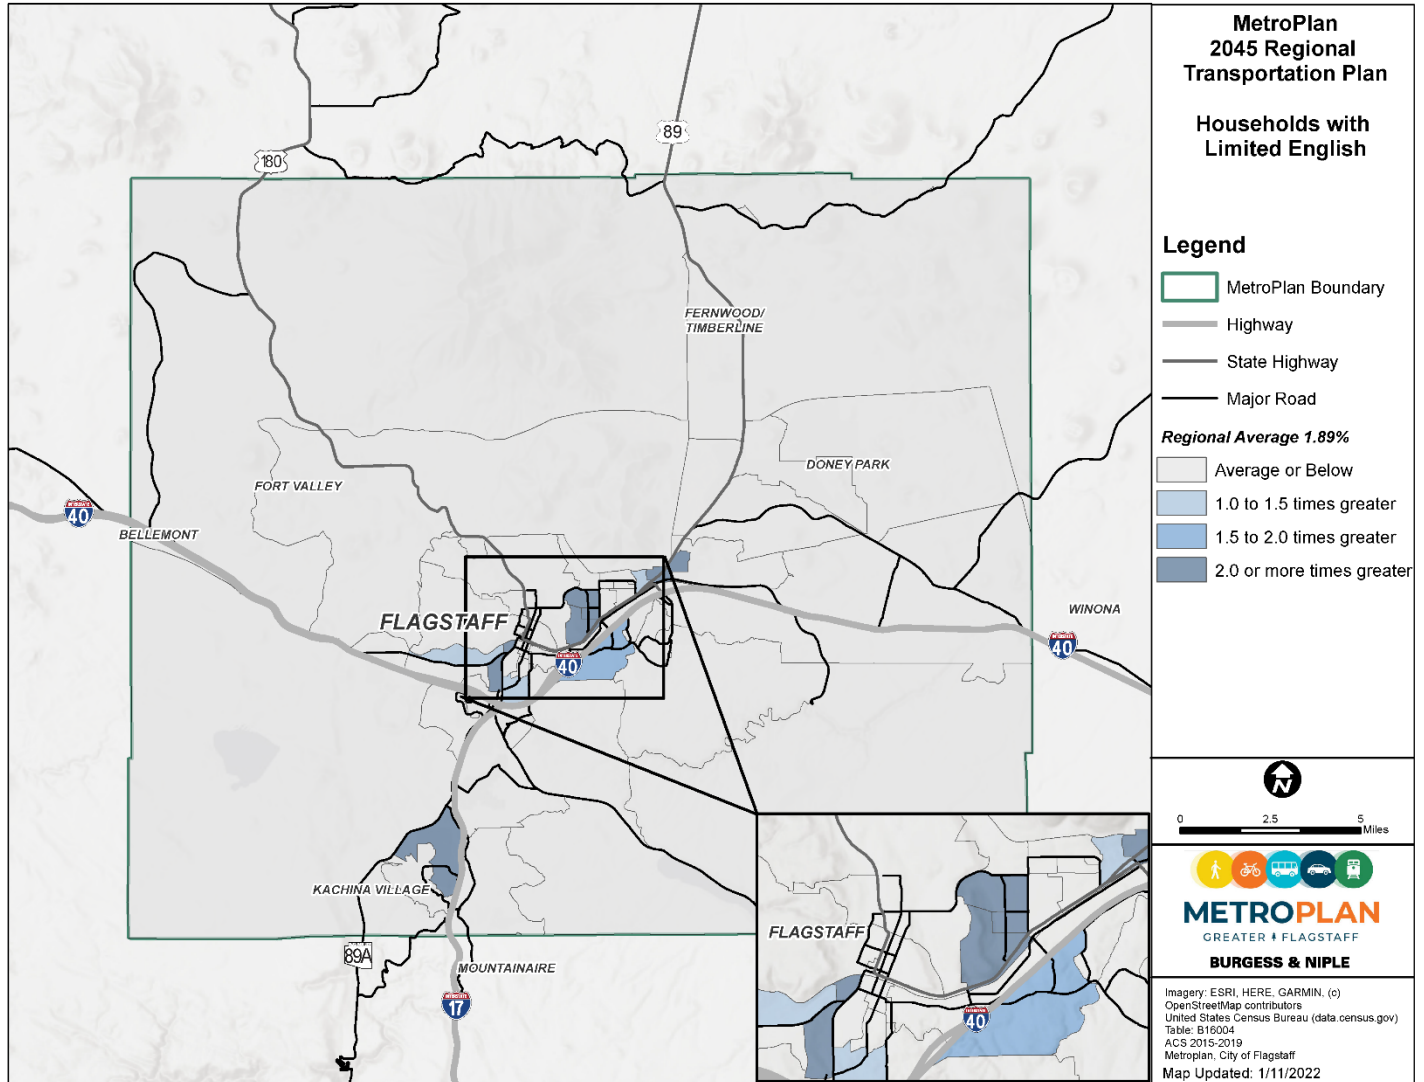 MetroPlan
2045 Regional
Transportation Plan
Households with
Limited English
Legend
MetroPlan Boundary
Highway
State Highway
Major Road
Regional Average 1.89%
Average or Below
1.0 to 1.5 times greater
1.5 to 2.0 times greater
2.0 or more times greater
N
0 2.5 5
Miles
METROPLAN
GREATER FLAGSTAFF
BURGESS & NIPLE
Imagery: ESRI, HERE, GARMIN, (c)
OpenStreetMap contributors
United States Census Bureau (data.census.gov)
Table: B16004
ACS 2015-2019
Metroplan, City of Flagstaff
Map Updated: 1/11/2022
89
180
FERNWOOD/
TIMBERLINE
DONEY PARK
FORT VALLEY
40
BELLEMONT
WINONA
FLAGSTAFF
40
40
KACHINA VILLAGE
89A
MOUNTAINAIRE
17
FLAGSTAFF
40